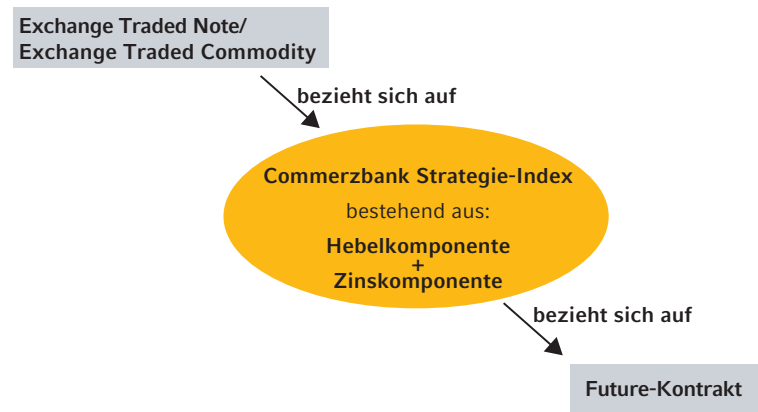 Exchange Traded Note/
Exchange Traded Commodity
bezieht sich auf
Commerzbank Strategie-Index
bestehend aus:
Hebelkomponente
+
Zinskomponente
bezieht sich auf
Future-Kontrakt